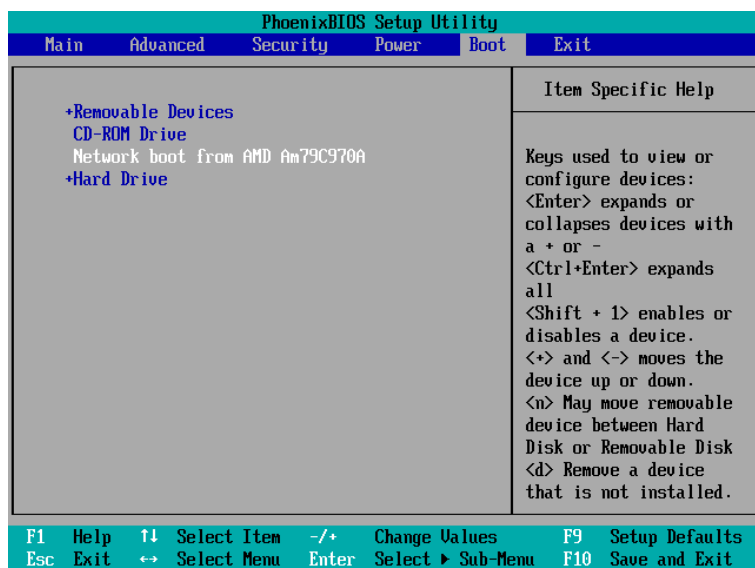 PhoenixBIOS Setup Utility
Main Advanced Security Power Boot Exit
+Removable Devices
CD-ROM Drive
Network boot from AMD Am79C970A
+Hard Drive
Item Specific Help
Keys used to view or
configure devices:
<Enter> expands or
collapses devices with
a + or -
<Ctrl+Enter> expands
all
<Shift + 1> enables or
disables a device.
<+> and <-> moves the
device up or down.
<n> May move removable
device between Hard
Disk or Removable Disk
<d> Remove a device
that is not installed.
F1 Help ↑↓ Select Item -/+ Change Values F9 Setup Defaults
Esc Exit ↔ Select Menu Enter Select ▶ Sub-Menu F10 Save and Exit